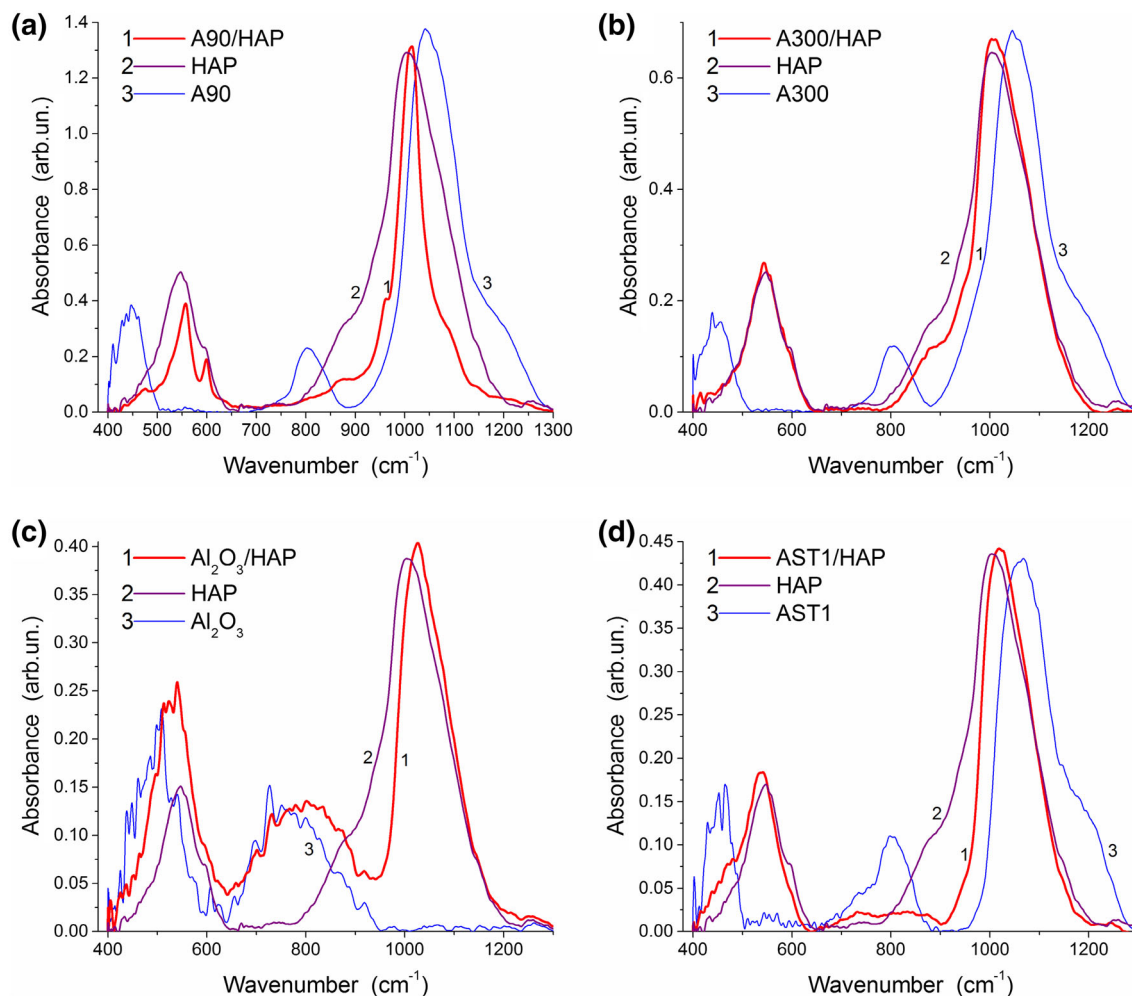 (a)
1 A90/HAP
2 HAP
3 A90
Absorbance (arb.un.)
1.4
1.2
1.0
0.8
0.6
0.4
0.2
0.0
2
1
3
400 500 600 700 800 900 1000 1100 1200 1300
Wavenumber (cm⁻¹)
(b)
1 A300/HAP
2 HAP
3 A300
Absorbance (arb.un.)
0.6
0.4
0.2
0.0
2
1
3
400 600 800 1000 1200
Wavenumber (cm⁻¹)
(c)
1 Al₂O₃/HAP
2 HAP
3 Al₂O₃
Absorbance (arb.un.)
0.40
0.35
0.30
0.25
0.20
0.15
0.10
0.05
0.00
2
1
3
400 600 800 1000 1200
Wavenumber (cm⁻¹)
(d)
1 AST1/HAP
2 HAP
3 AST1
Absorbance (arb.un.)
0.45
0.40
0.35
0.30
0.25
0.20
0.15
0.10
0.05
0.00
2
1
3
400 600 800 1000 1200
Wavenumber (cm⁻¹)